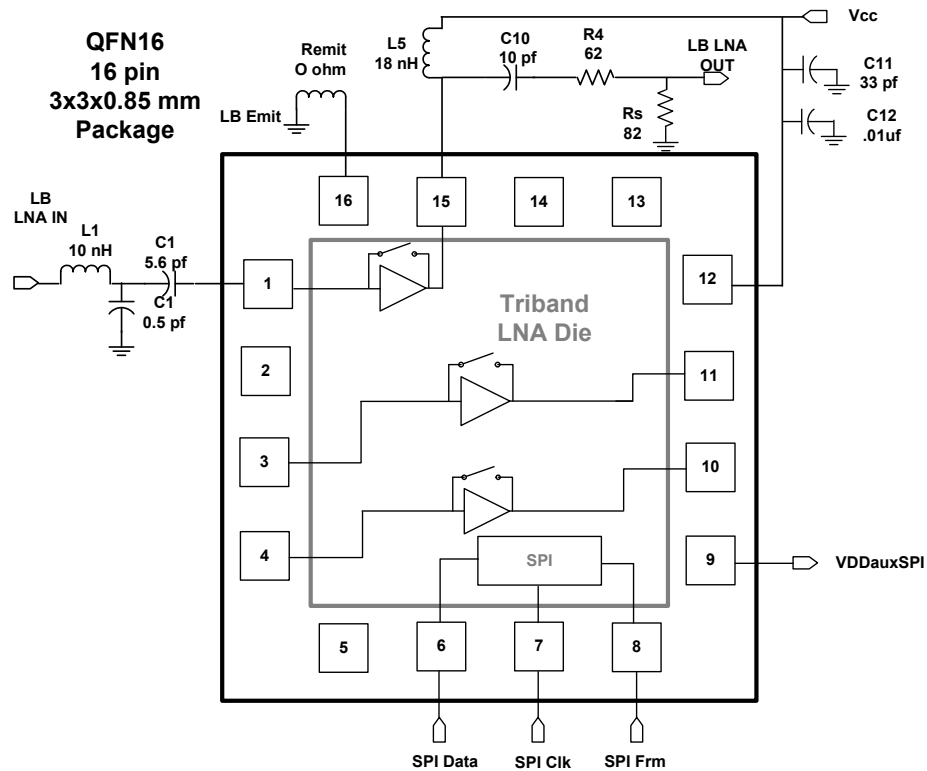 QFN16
16 pin
3x3x0.85 mm
Package
Remit
O ohm
LB Emit
L5
18 nH
C10
10 pf
R4
62
LB LNA
OUT
Rs
82
Vcc
C11
33 pf
C12
.01uf
LB
LNA IN
L1
10 nH
C1
5.6 pf
C1
0.5 pf
16
15
14
13
1
2
3
4
12
11
10
9
Triband
LNA Die
SPI
VDDauxSPI
5
6
7
8
SPI Data
SPI Clk
SPI Frm